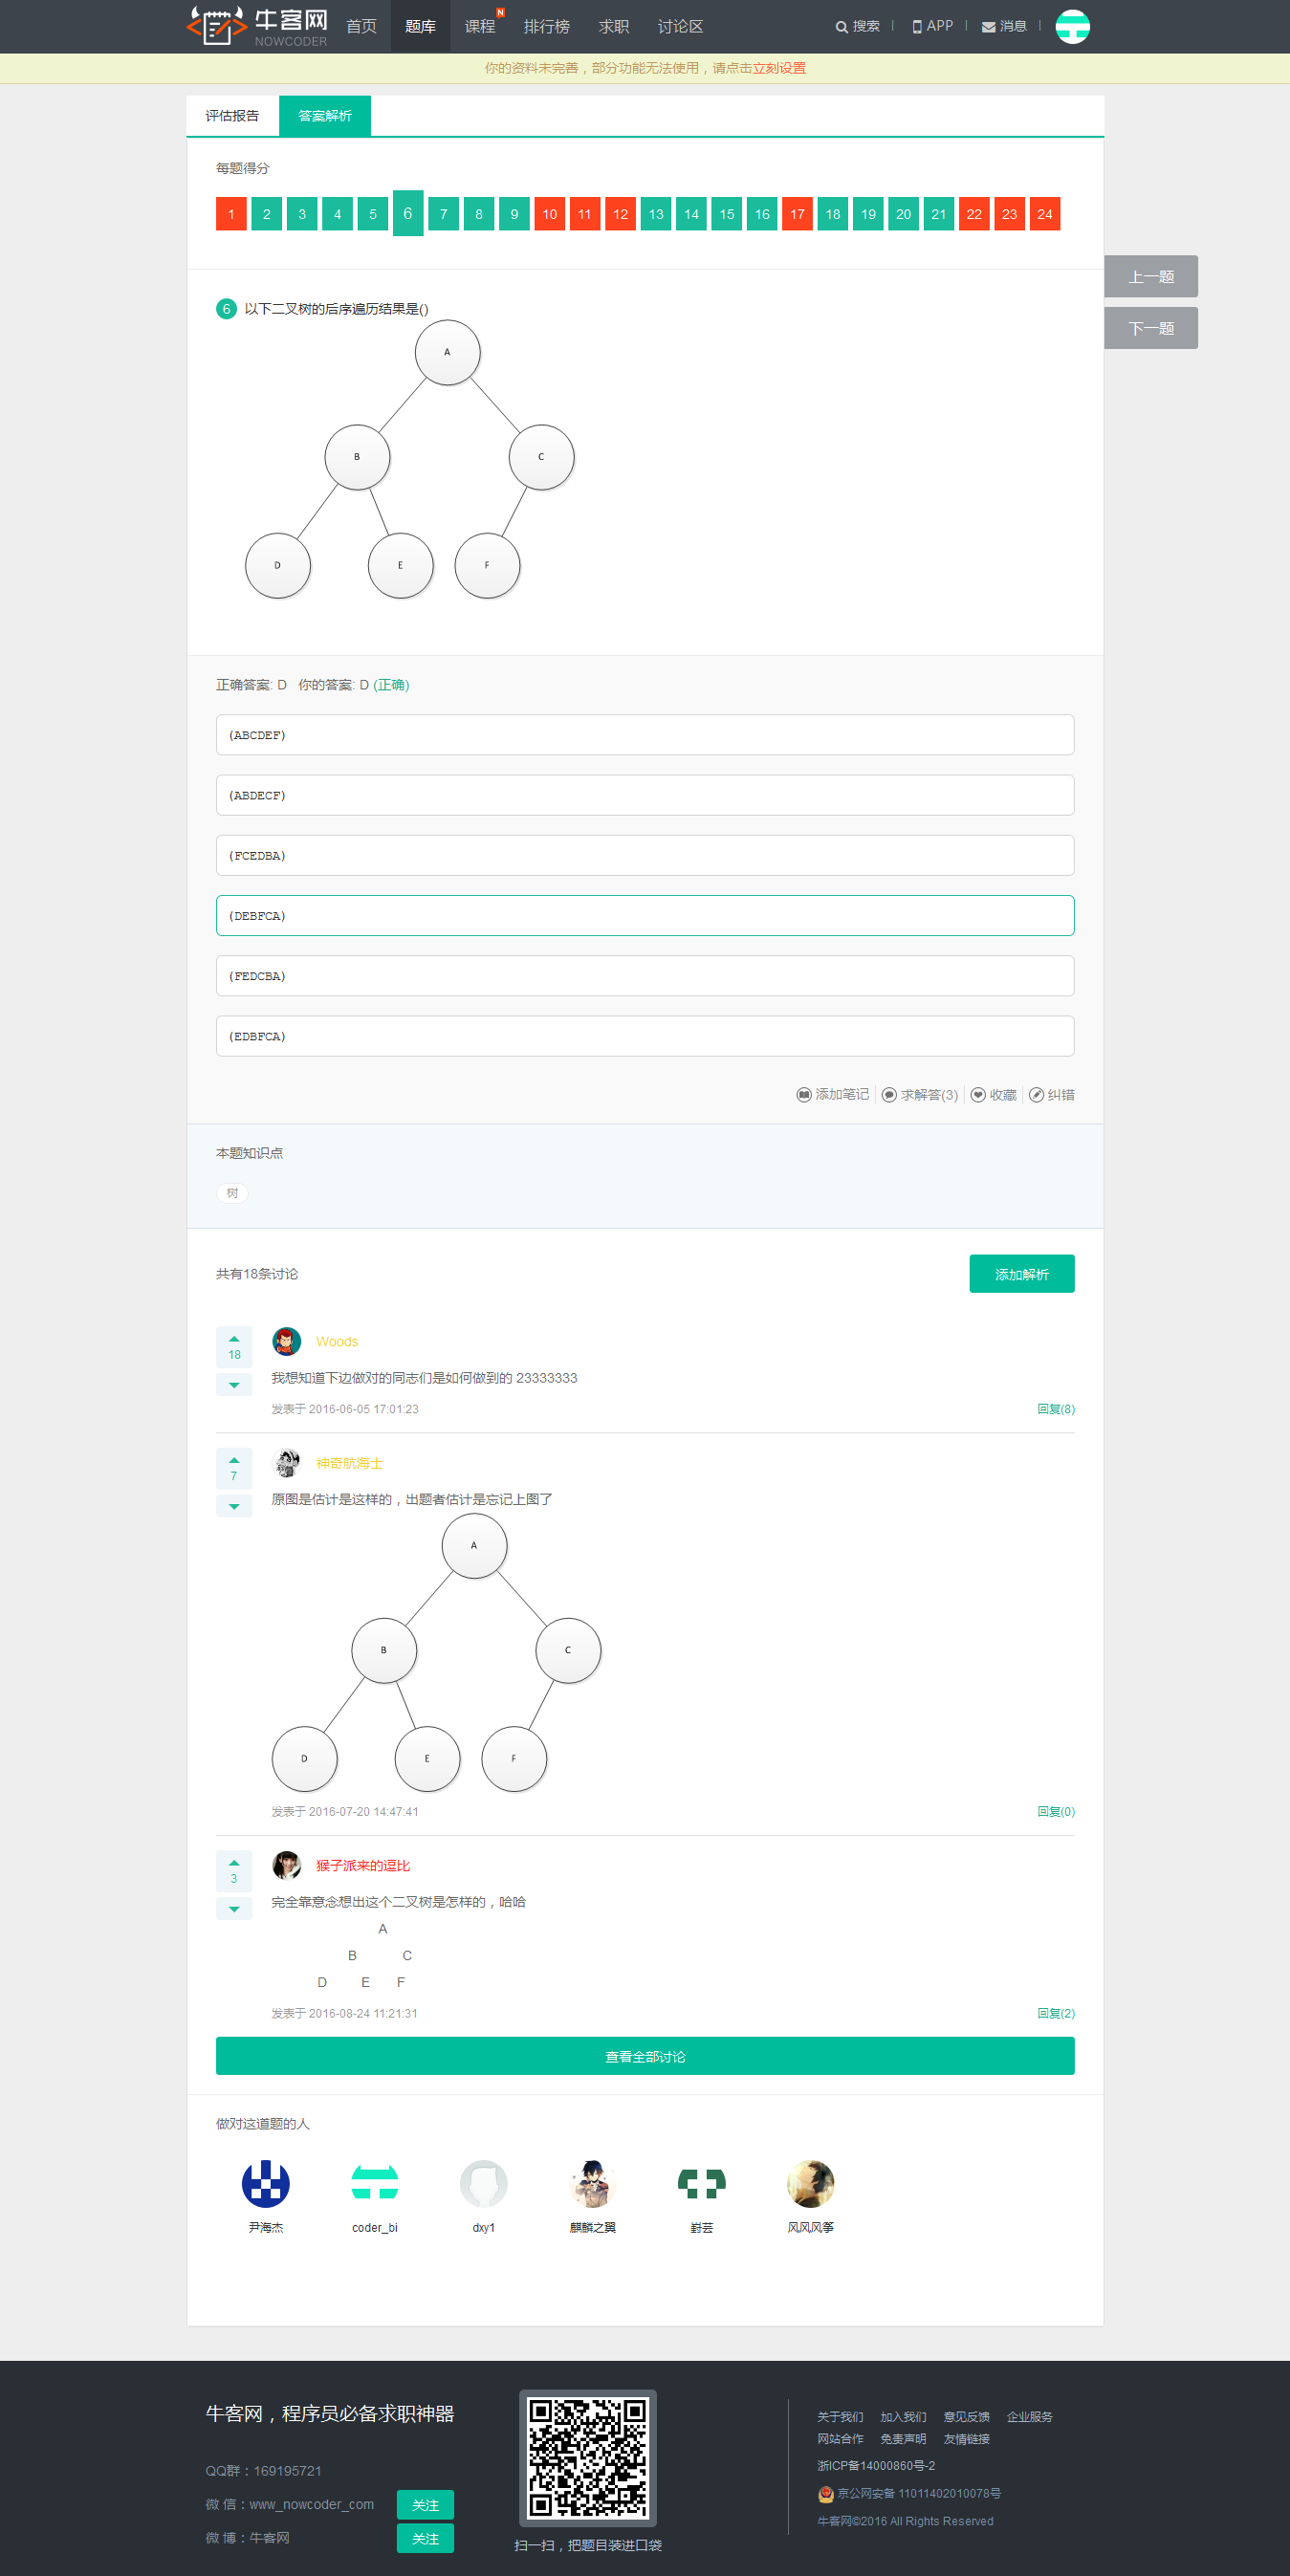 牛客网
NOWCODER
首页 题库 课程 N 排行榜 求职 讨论区 搜索 APP 消息
你的资料未完善，部分功能无法使用，请点击立刻设置
评估报告 答案解析
每题得分
1 2 3 4 5 6 7 8 9 10 11 12 13 14 15 16 17 18 19 20 21 22 23 24
上一题
下一题
6 以下二叉树的后序遍历结果是()
A
B C
D E F
正确答案: D 你的答案: D (正确)
(ABCDEF)
(ABDECF)
(FCEDBA)
(DEBFCA)
(FEDCBA)
(EDBFCA)
添加笔记 求解答(3) 收藏 纠错
本题知识点
树
共有18条讨论 添加解析
18 Woods
我想知道下边做对的同志们是如何做到的 23333333
发表于 2016-06-05 17:01:23 回复(8)
7 神奇航海士
原图是估计是这样的，出题者估计是忘记上图了
A
B C
D E F
发表于 2016-07-20 14:47:41 回复(0)
3 猴子派来的逗比
完全靠意念想出这个二叉树是怎样的，哈哈
A
B C
D E F
发表于 2016-08-24 11:21:31 回复(2)
查看全部讨论
做对这道题的人
尹海杰 coder_bi dxy1 麒麟之翼 葑芸 风风风筝
牛客网，程序员必备求职神器
QQ群：169195721
微 信：www_nowcoder_com 关注
微 博：牛客网 关注
扫一扫，把题目装进口袋
关于我们 加入我们 意见反馈 企业服务
网站合作 免责声明 友情链接
浙ICP备14000860号-2
京公网安备 11011402010078号
牛客网©2016 All Rights Reserved